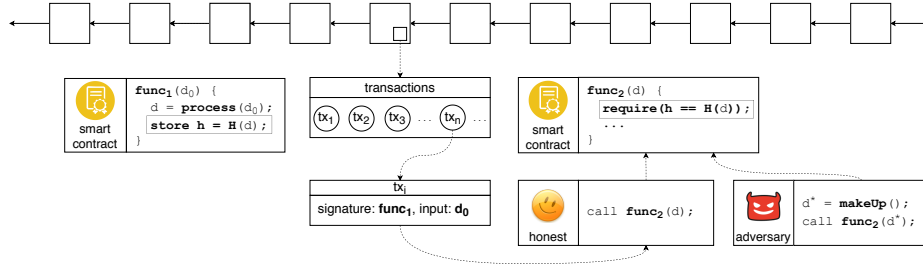 func₁(d₀) {
d = process(d₀);
store h = H(d);
}
smart
contract
transactions
tx₁ tx₂ tx₃ ... txₙ ...
func₂(d) {
require(h == H(d));
...
}
smart
contract
txᵢ
signature: func₁, input: d₀
call func₂(d);
honest
d* = makeUp();
call func₂(d*);
adversary